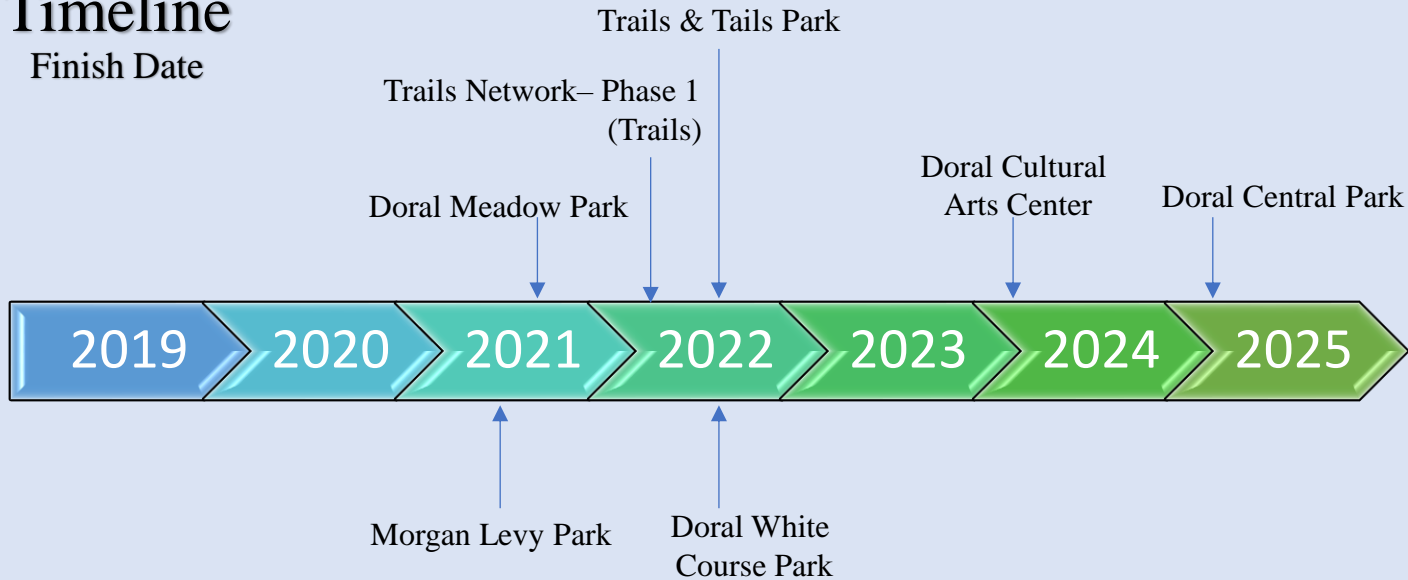 Timeline
Finish Date
Trails & Tails Park
Trails Network– Phase 1
(Trails)
Doral Meadow Park
Doral Cultural
Arts Center
Doral Central Park
2019
2020
2021
2022
2023
2024
2025
Morgan Levy Park
Doral White
Course Park